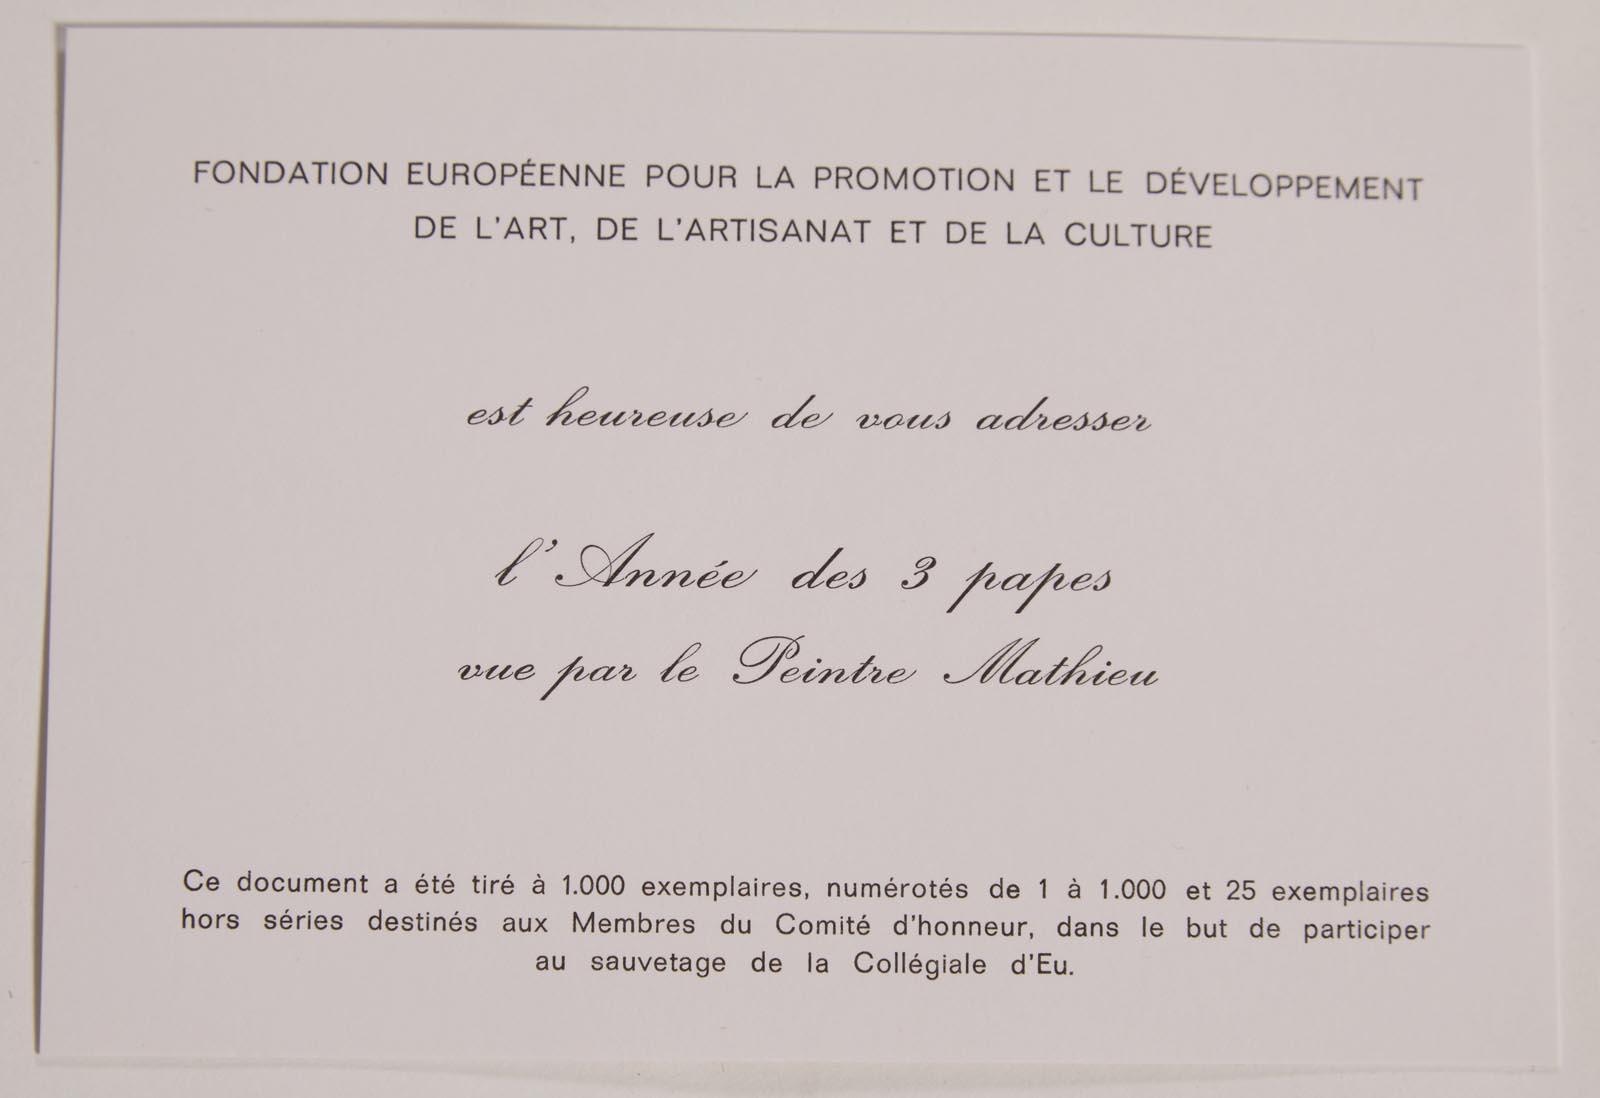 FONDATION EUROPÉENNE POUR LA PROMOTION ET LE DÉVELOPPEMENT
DE L'ART, DE L'ARTISANAT ET DE LA CULTURE
est heureuse de vous adresser
l'Année des 3 papes
vue par le Peintre Mathieu
Ce document a été tiré à 1.000 exemplaires, numérotés de 1 à 1.000 et 25 exemplaires
hors séries destinés aux Membres du Comité d'honneur, dans le but de participer
au sauvetage de la Collégiale d'Eu.